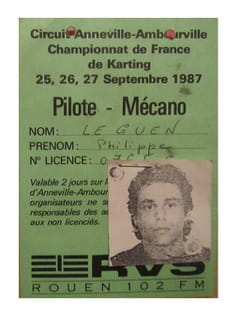 Circuit Anneville-Ambourville
Championnat de France
de Karting
25, 26, 27 Septembre 1987
Pilote - Mécano
NOM: LE GUEN
PRENOM: Philippe
N° LICENCE:
Valable 2 jours sur
d'Anneville-Ambourv
organisateurs ne s
responsables des a
aux non licenciés.
RVS
ROUEN 102 FM